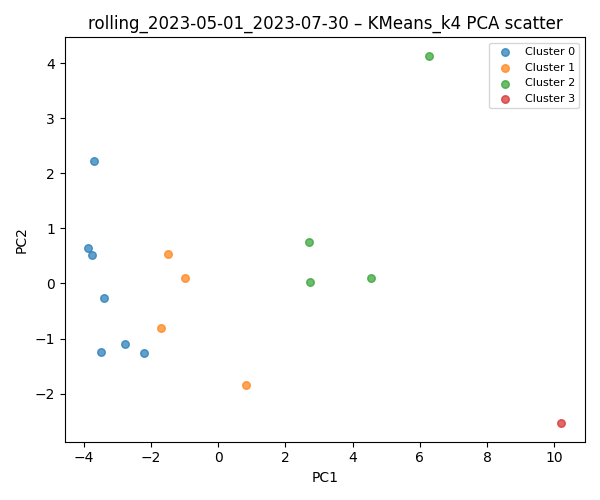 rolling_2023-05-01_2023-07-30 – KMeans_k4 PCA scatter
Cluster 0
Cluster 1
Cluster 2
Cluster 3
PC2
4
3
2
1
0
−1
−2
−4 −2 0 2 4 6 8 10
PC1